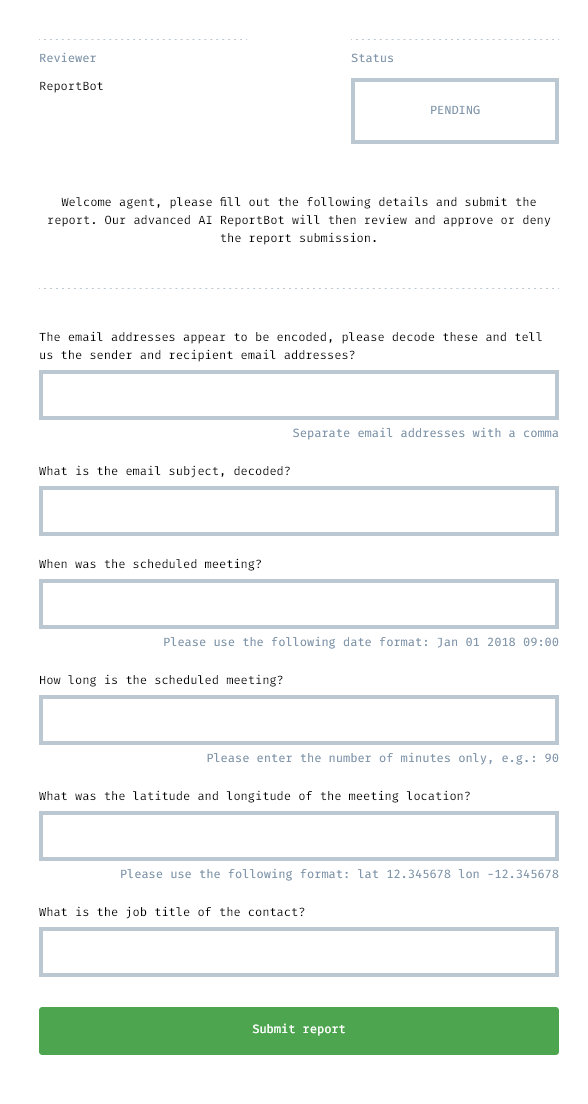 Reviewer
Status
ReportBot
PENDING
Welcome agent, please fill out the following details and submit the
report. Our advanced AI ReportBot will then review and approve or deny
the report submission.
The email addresses appear to be encoded, please decode these and tell
us the sender and recipient email addresses?
Separate email addresses with a comma
What is the email subject, decoded?
When was the scheduled meeting?
Please use the following date format: Jan 01 2018 09:00
How long is the scheduled meeting?
Please enter the number of minutes only, e.g.: 90
What was the latitude and longitude of the meeting location?
Please use the following format: lat 12.345678 lon -12.345678
What is the job title of the contact?
Submit report